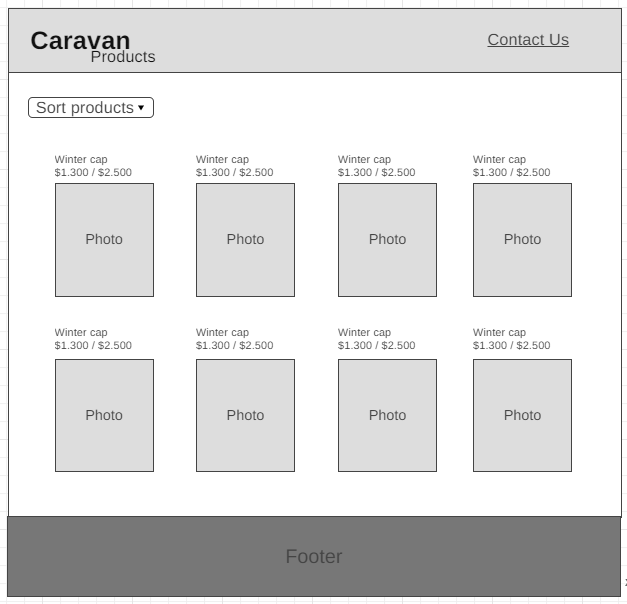 Caravan
Products
Contact Us
Sort products ▾
Winter cap
$1.300 / $2.500
Photo
Winter cap
$1.300 / $2.500
Photo
Winter cap
$1.300 / $2.500
Photo
Winter cap
$1.300 / $2.500
Photo
Winter cap
$1.300 / $2.500
Photo
Winter cap
$1.300 / $2.500
Photo
Winter cap
$1.300 / $2.500
Photo
Winter cap
$1.300 / $2.500
Photo
Footer